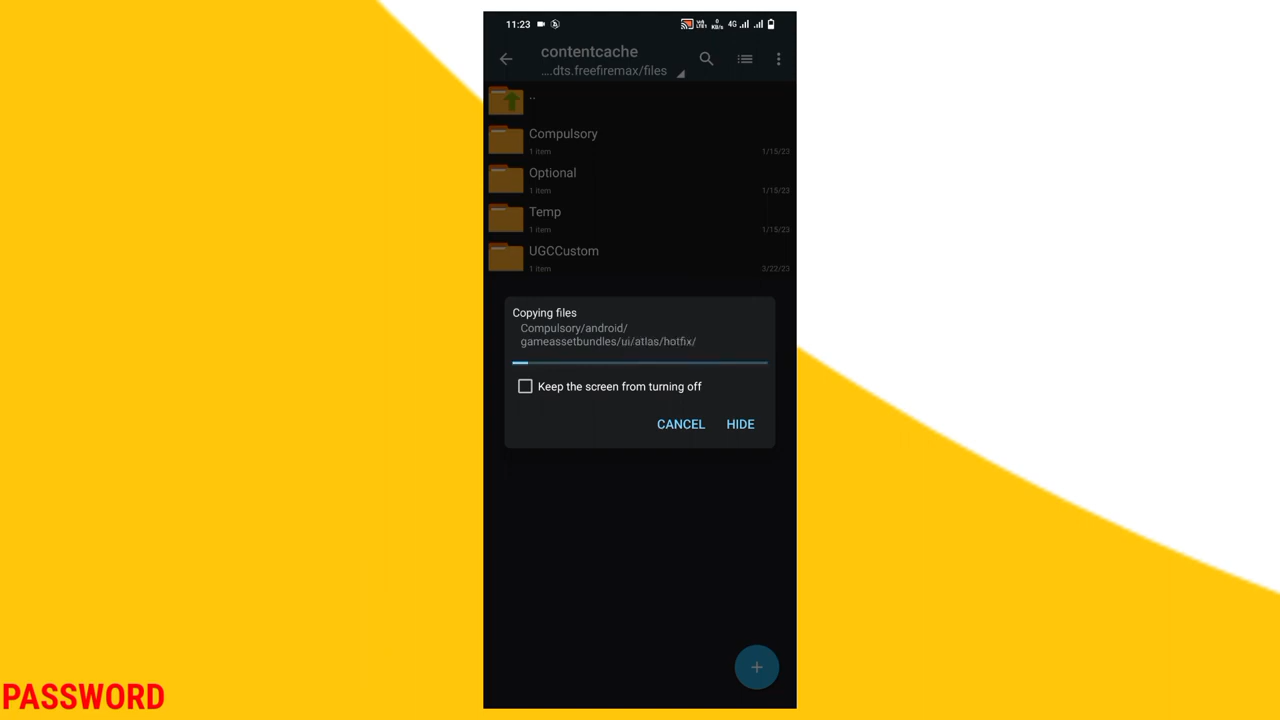 11:23
4G
contentcache
....dts.freefiremax/files
..
Compulsory
1 item
1/15/23
Optional
1 item
1/15/23
Temp
1 item
1/15/23
UGCCustom
1 item
3/22/23
Copying files
Compulsory/android/
gameassetbundles/ui/atlas/hotfix/
Keep the screen from turning off
CANCEL HIDE
PASSWORD